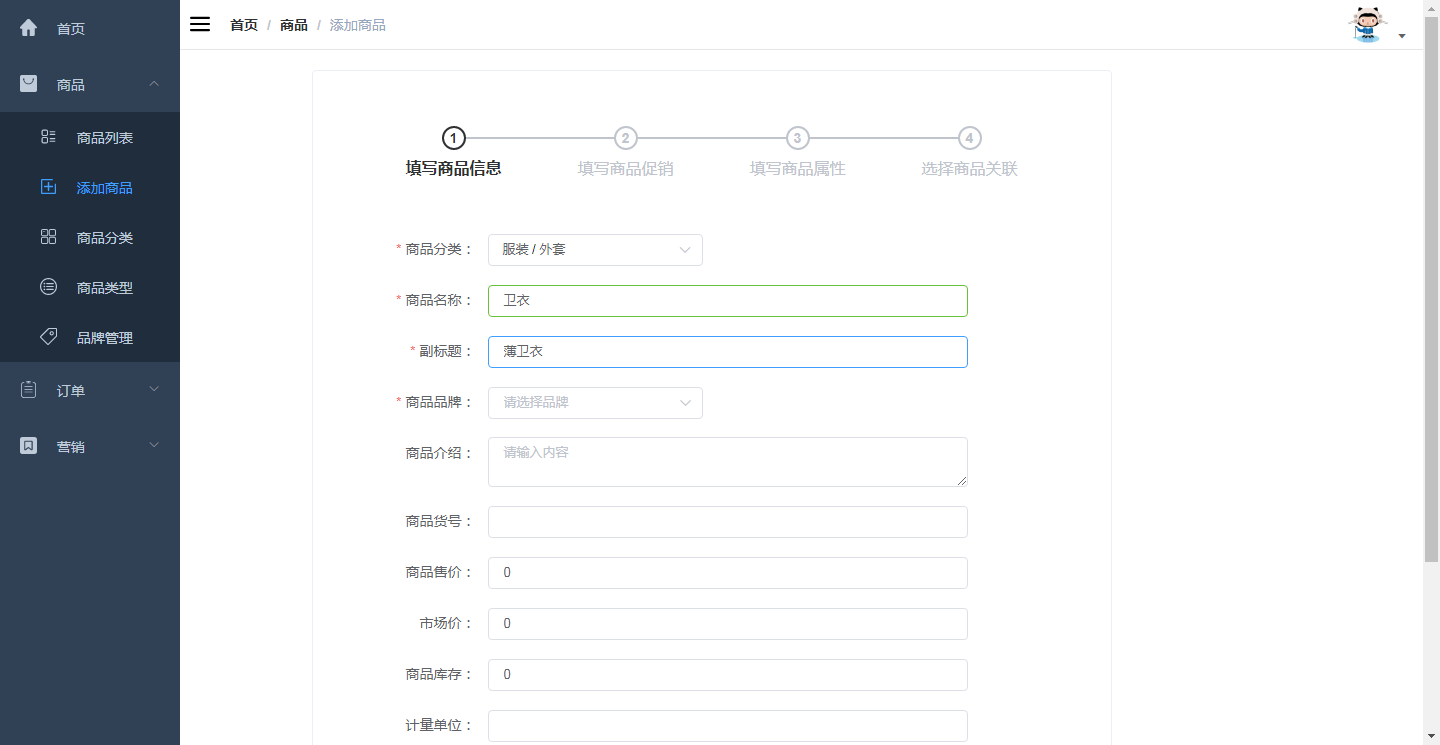 首页
商品
商品列表
添加商品
商品分类
商品类型
品牌管理
订单
营销
首页 / 商品 / 添加商品
1 2 3 4
填写商品信息 填写商品促销 填写商品属性 选择商品关联
* 商品分类： 服装 / 外套
* 商品名称： 卫衣
* 副标题： 薄卫衣
* 商品品牌： 请选择品牌
商品介绍： 请输入内容
商品货号：
商品售价： 0
市场价： 0
商品库存： 0
计量单位：